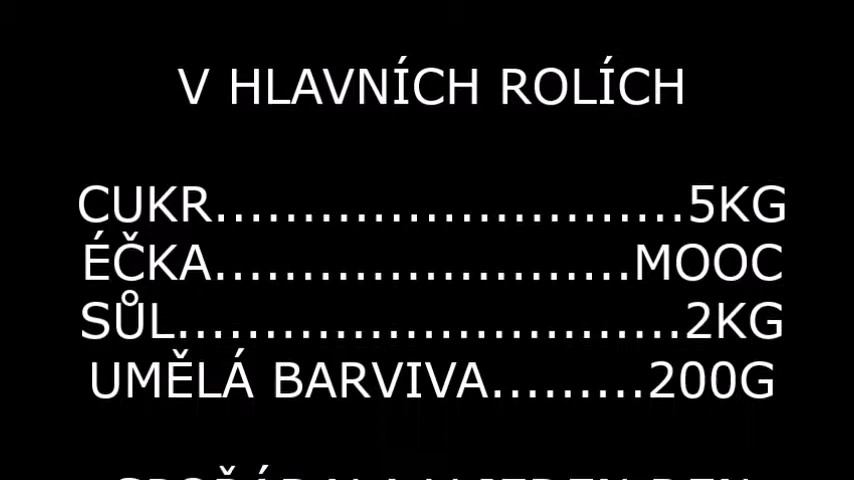 V HLAVNÍCH ROLÍCH
CUKR...........................5KG
ÉČKA........................MOOC
SŮL.............................2KG
UMĚLÁ BARVIVA.........200G